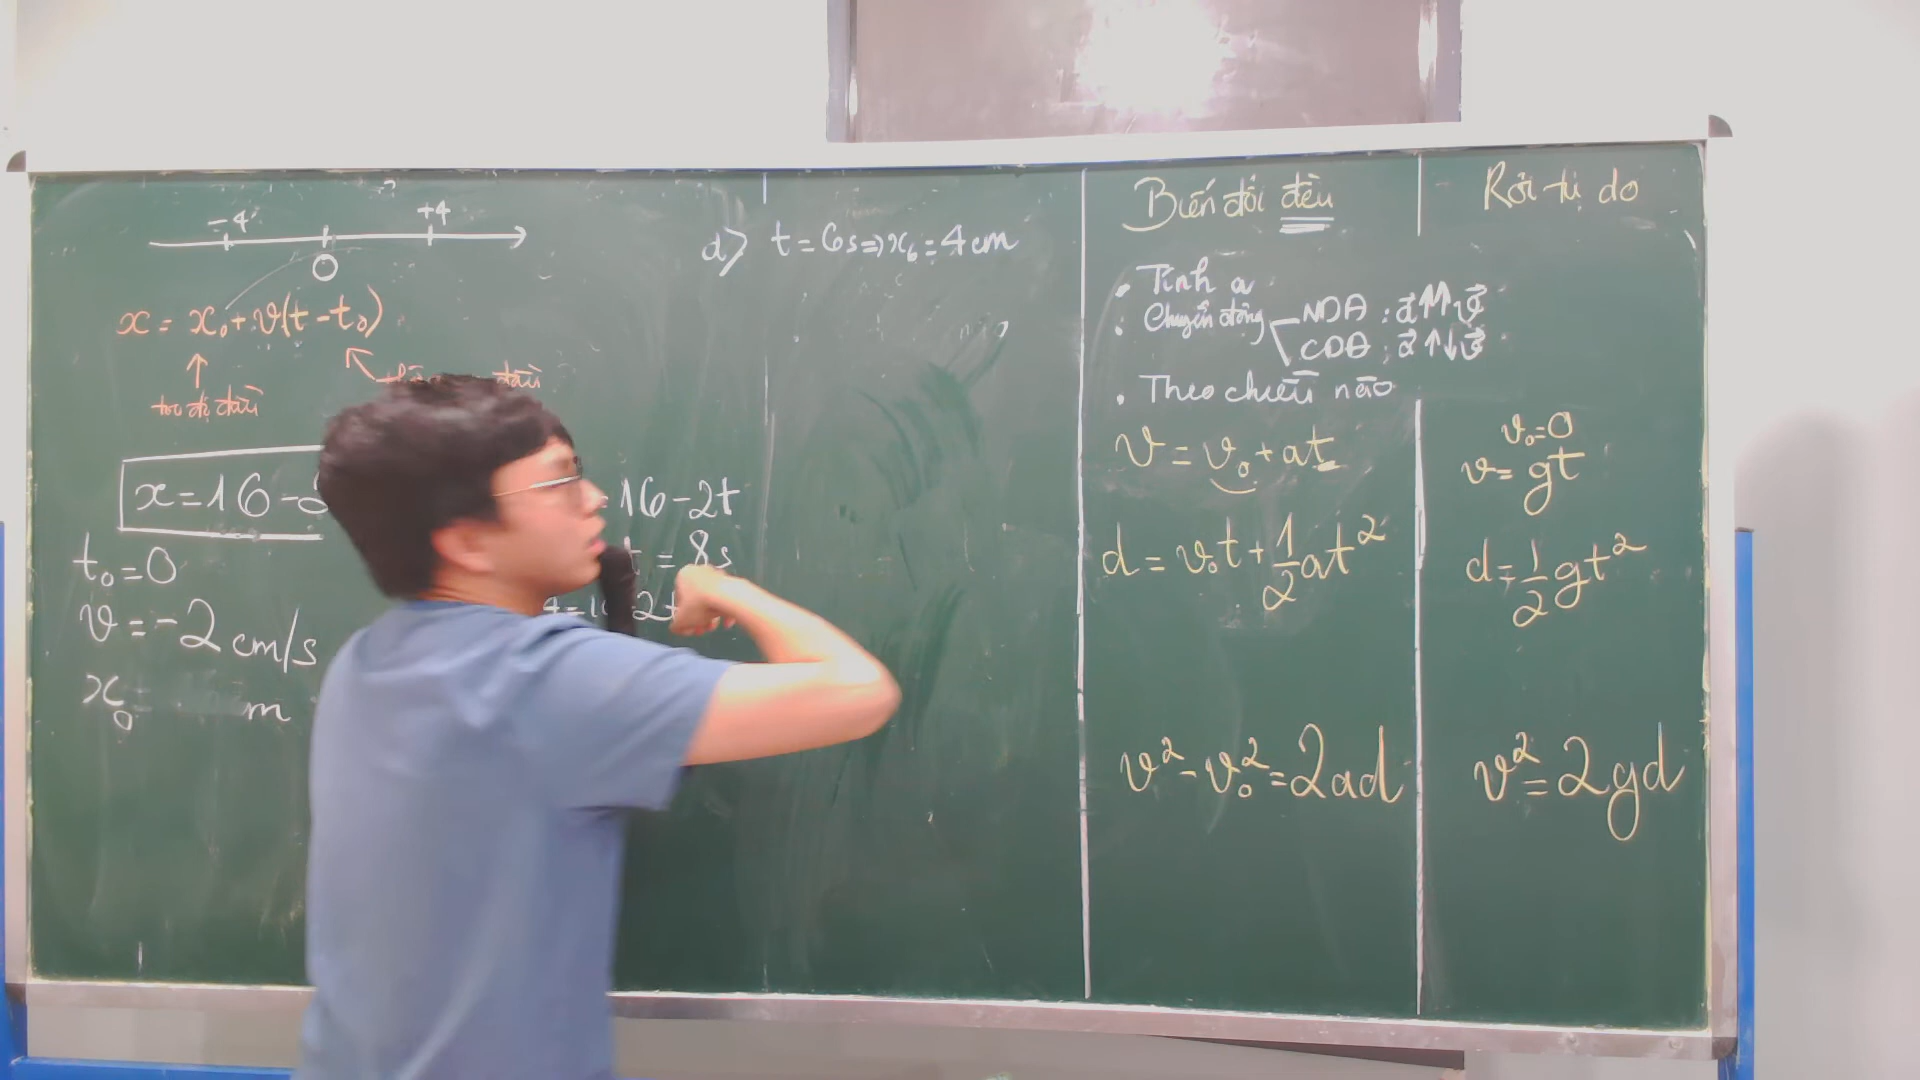 -4 +4
O
x = x₀ + v(t - t₀)
đầu
x = 16 -
t₀ = 0
v = -2 cm/s
x₀ = m
16 - 2t
t = 8s
d) t = 6s => x₆ = 4cm
Biến đổi đều
• Tính a
• Chuyển động
NDĐ : a⃗ ↑↑ v⃗
CDĐ : a⃗ ↑↓ v⃗
• Theo chiều nào
v = v₀ + at
d = v₀t + 1/2 at²
v² - v₀² = 2ad
Rơi tự do
v₀ = 0
v = gt
d = 1/2 gt²
v² = 2gd